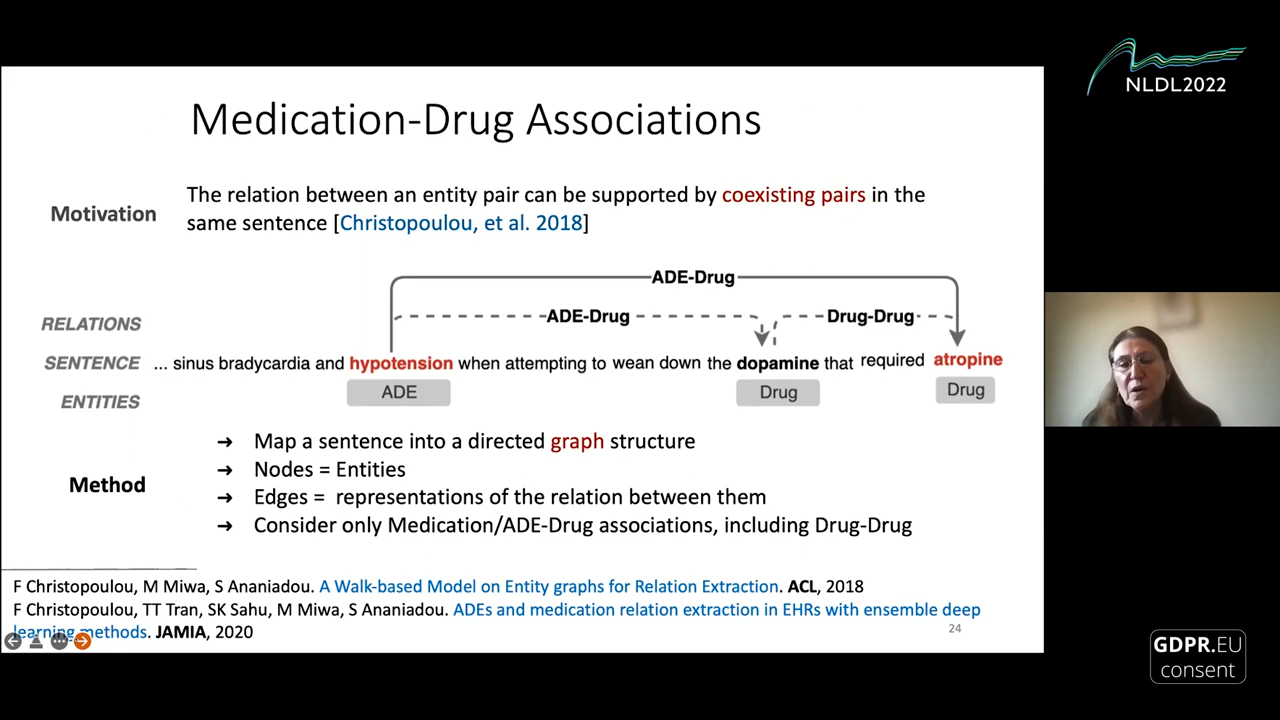 NLDL2022
Medication-Drug Associations
Motivation
The relation between an entity pair can be supported by coexisting pairs in the
same sentence [Christopoulou, et al. 2018]
ADE-Drug
RELATIONS
ADE-Drug
Drug-Drug
SENTENCE
... sinus bradycardia and hypotension when attempting to wean down the dopamine that required atropine
ENTITIES
ADE
Drug
Drug
Method
➔ Map a sentence into a directed graph structure
➔ Nodes = Entities
➔ Edges = representations of the relation between them
➔ Consider only Medication/ADE-Drug associations, including Drug-Drug
F Christopoulou, M Miwa, S Ananiadou. A Walk-based Model on Entity graphs for Relation Extraction. ACL, 2018
F Christopoulou, TT Tran, SK Sahu, M Miwa, S Ananiadou. ADEs and medication relation extraction in EHRs with ensemble deep
learning methods. JAMIA, 2020
24
GDPR.EU
consent